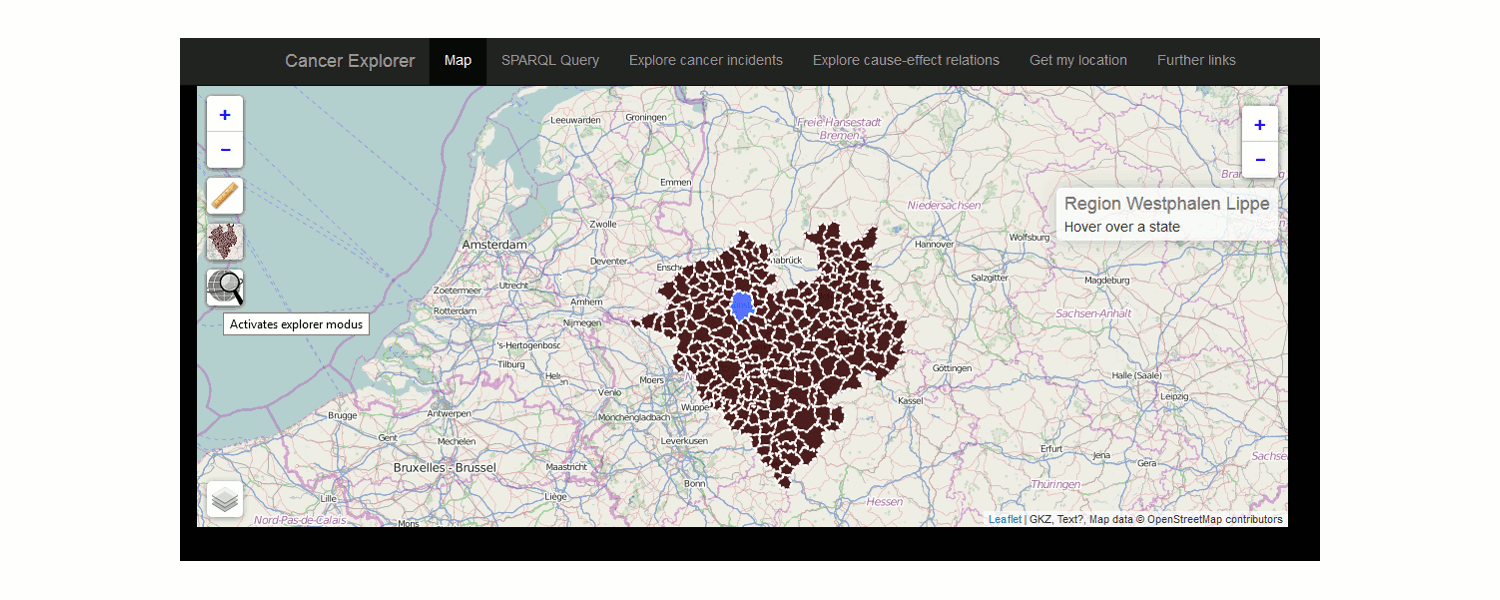 Cancer Explorer Map SPARQL Query Explore cancer incidents Explore cause-effect relations Get my location Further links
+
−
+
−
Leeuwarden
Groningen
Freie Hansestadt
Bremen
Emmen
Region Westphalen Lippe
Hover over a state
Niedersachsen
Zwolle
Amsterdam
Hannover
Wolfsburg
Deventer
Ensch
nabrück
Salzgitter
Magdeburg
Utrecht
Zoetermeer
Rotterdam
Arnhem
Nijmegen
Sachsen-Anhalt
Activates explorer modus
's-Hertogenbosc
Tilburg
Göttingen
Halle (Saale)
Moers
Venlo
Leipzig
Kassel
Brugge
Antwerpen
Mönchengladbach
Wuppe
Gent
Mechelen
Leverkusen
Erfurt
Jena
Gera
Sachse
Bruxelles - Brussel
Maastricht
Bonn
Thüringen
Lille
Liège
Hessen
Nord-Pas-de-Calais
Mons
Leaflet | GKZ, Text?, Map data © OpenStreetMap contributors